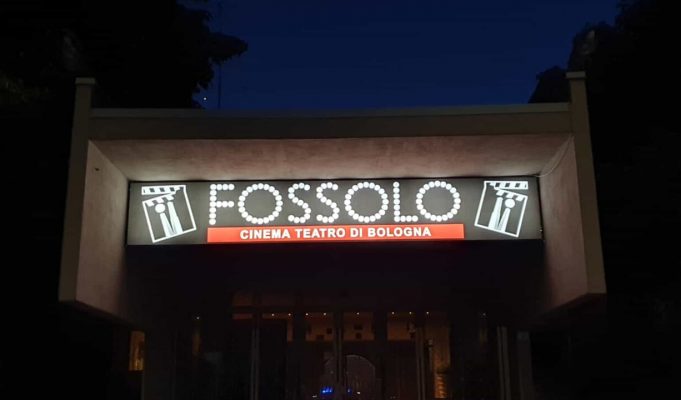 FOSSOLO
CINEMA TEATRO DI BOLOGNA